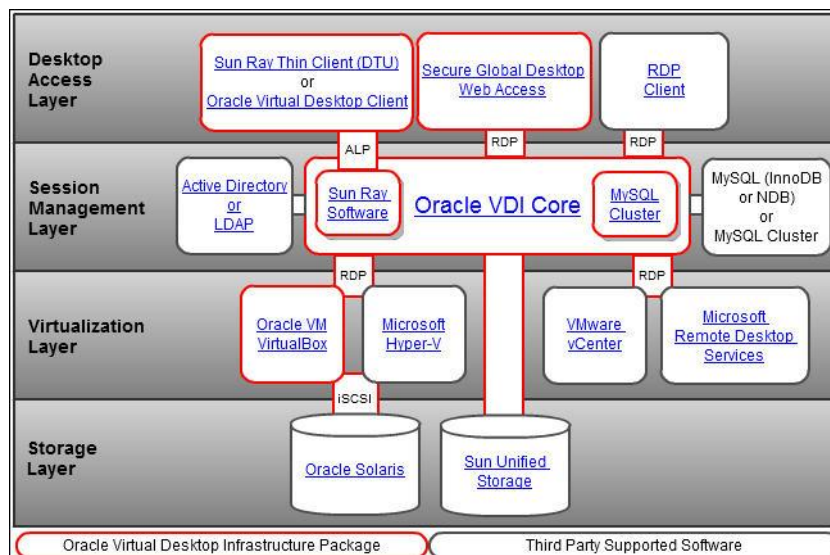 Desktop
Access
Layer
Sun Ray Thin Client (DTU)
or
Oracle Virtual Desktop Client
Secure Global Desktop
Web Access
RDP
Client
ALP
RDP
RDP
Session
Management
Layer
Active Directory
or
LDAP
Sun Ray
Software
Oracle VDI Core
MySQL
Cluster
MySQL (InnoDB
or NDB)
or
MySQL Cluster
RDP
RDP
Virtualization
Layer
Oracle VM
VirtualBox
Microsoft
Hyper-V
VMware
vCenter
Microsoft
Remote Desktop
Services
iSCSI
Storage
Layer
Oracle Solaris
Sun Unified
Storage
Oracle Virtual Desktop Infrastructure Package
Third Party Supported Software